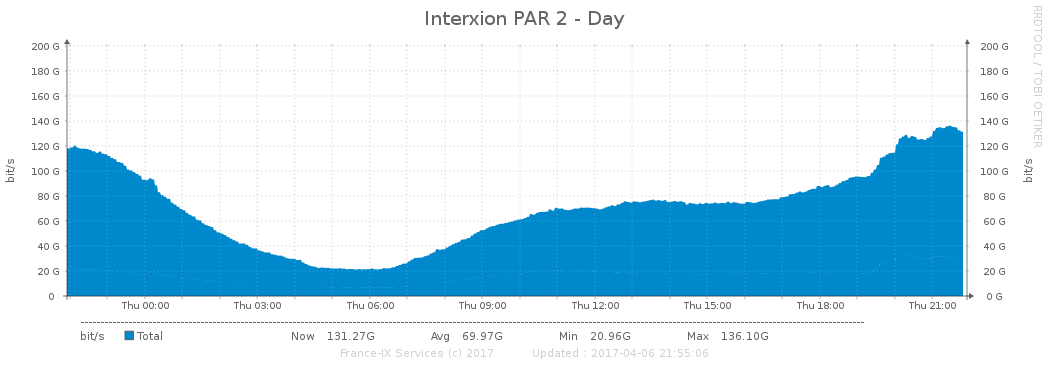 Interxion PAR 2 - Day
RRDTOOL / TOBI OETIKER
bit/s
bit/s
200 G 200 G
180 G 180 G
160 G 160 G
140 G 140 G
120 G 120 G
100 G 100 G
80 G 80 G
60 G 60 G
40 G 40 G
20 G 20 G
0 0 G
Thu 00:00 Thu 03:00 Thu 06:00 Thu 09:00 Thu 12:00 Thu 15:00 Thu 18:00 Thu 21:00
bit/s Total Now 131.27G Avg 69.97G Min 20.96G Max 136.10G
France-IX Services (c) 2017 Updated : 2017-04-06 21:55:06